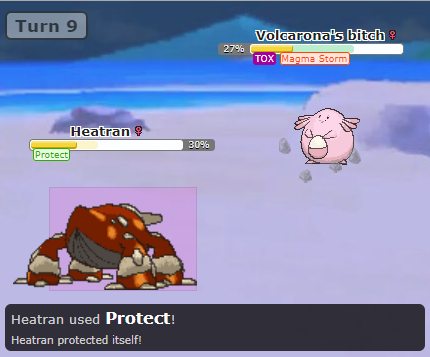 Turn 9
Volcarona's bitch ♀
27%
TOX Magma Storm
Heatran ♀
30%
Protect
Heatran used Protect!
Heatran protected itself!